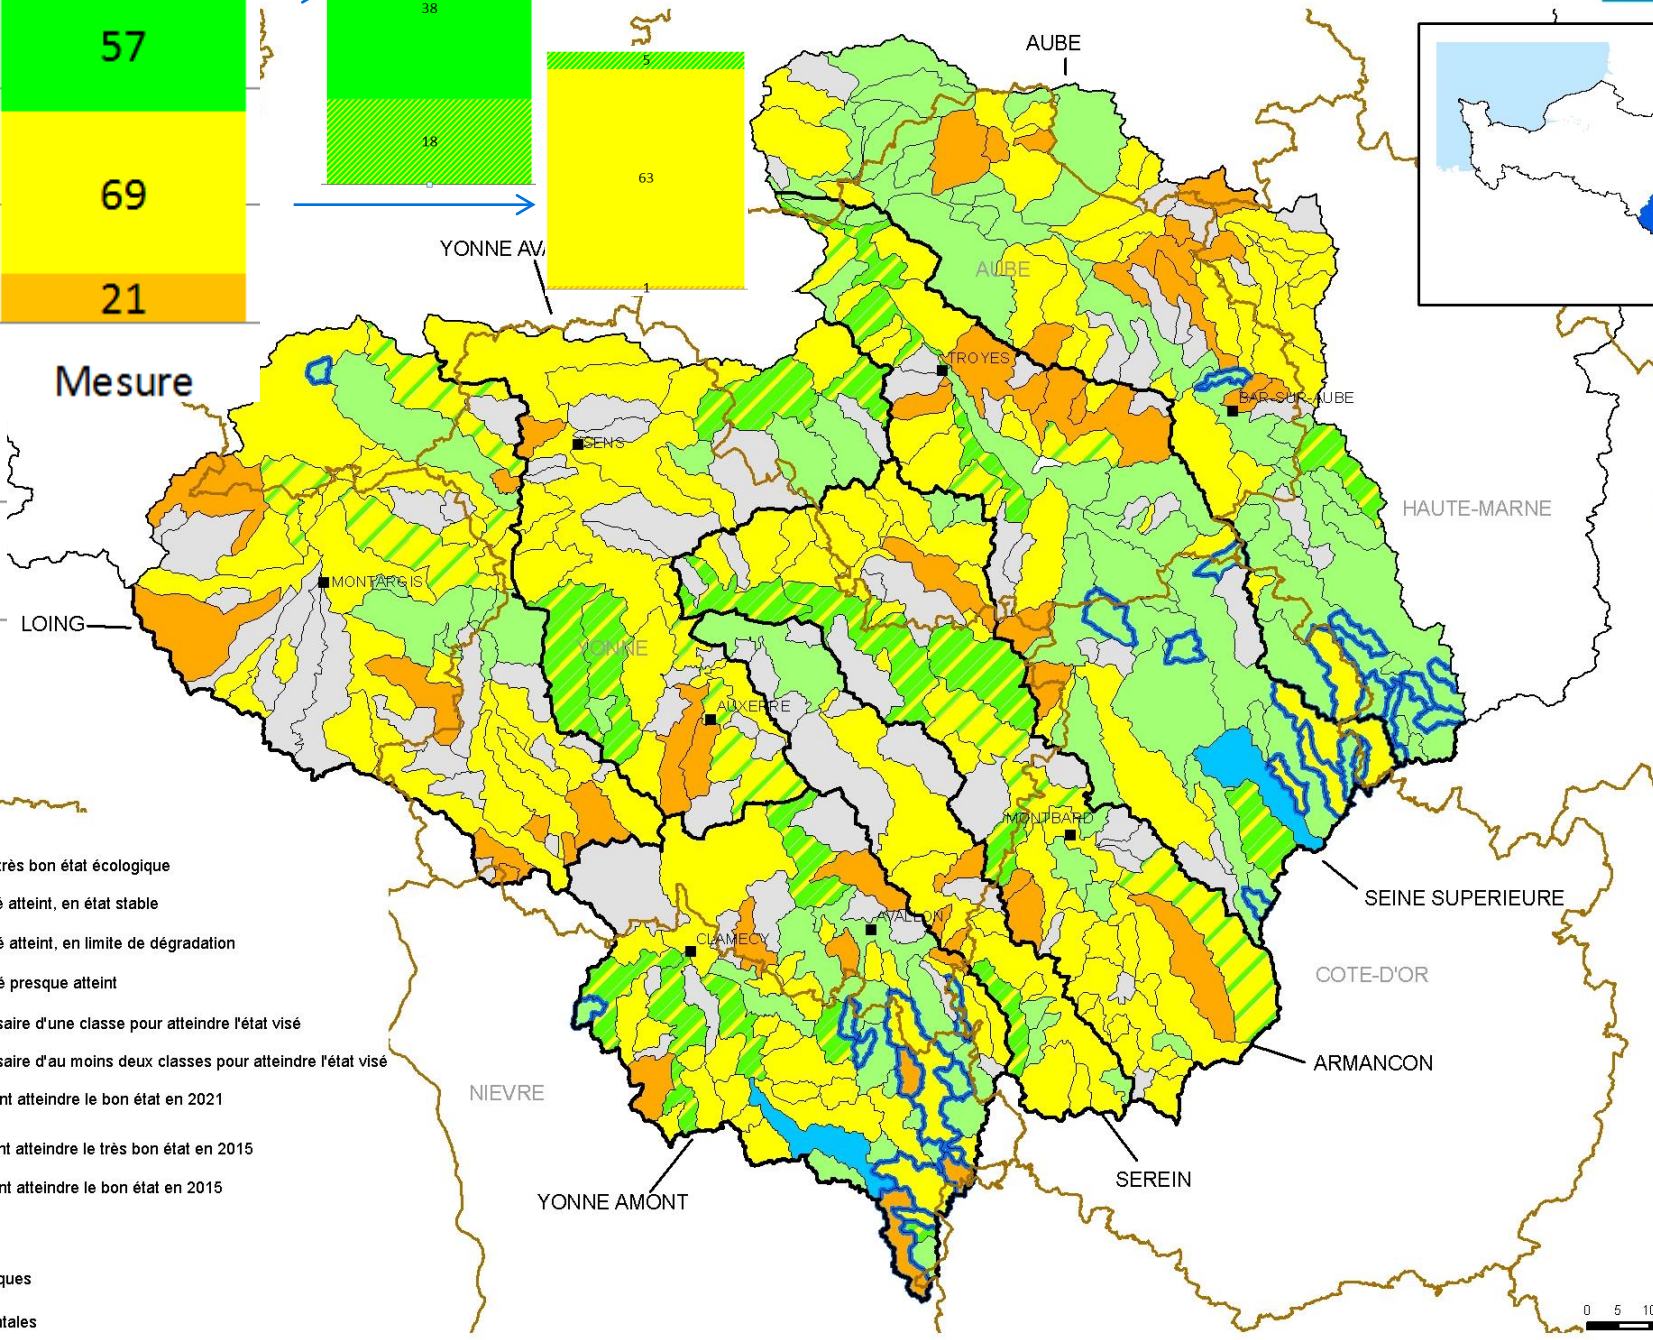 57
38
18
69
21
Mesure
5
63
1
AUBE
YONNE AVA
AUBE
TROYES
BAR-SUR-AUBE
SENS
HAUTE-MARNE
MONTARGIS
LOING
YONNE
AUXERRE
MONTBARD
SEINE SUPERIEURE
AVALLON
CLAMECY
COTE-D'OR
ARMANCON
NIEVRE
SEREIN
YONNE AMONT
très bon état écologique
é atteint, en état stable
é atteint, en limite de dégradation
é presque atteint
saire d'une classe pour atteindre l'état visé
saire d'au moins deux classes pour atteindre l'état visé
nt atteindre le bon état en 2021
nt atteindre le très bon état en 2015
nt atteindre le bon état en 2015
ques
ntales
0 5 10